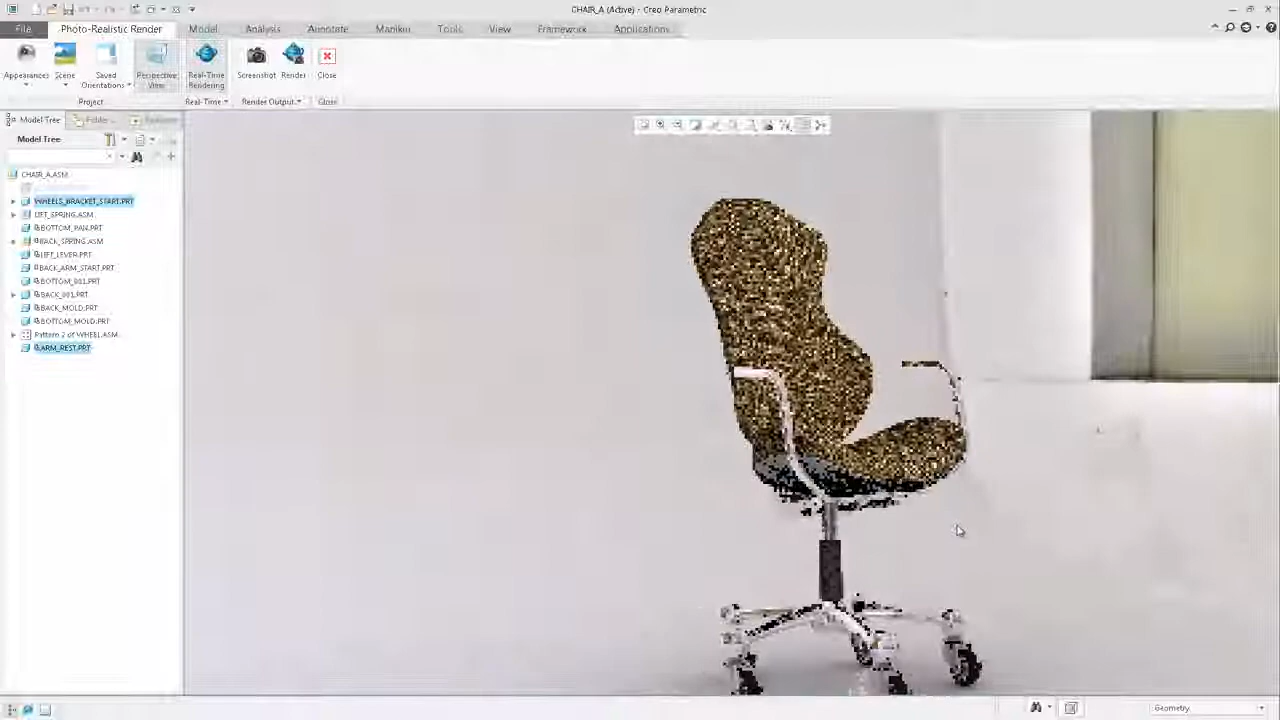 CHAIR_A (Active) - Creo Parametric
File Photo-Realistic Render Model Analysis Annotate Manikin Tools View Framework Applications
Appearances Scene Saved Orientations Perspective View Real-Time Rendering Screenshot Render Close
Project Real-Time Render Output Close
Model Tree Folder
Model Tree
CHAIR_A.ASM
WHEELS_BRACKET_START.PRT
LIFT_SPRING.ASM
BOTTOM_PAN.PRT
BACK_SPRING.ASM
LIFT_LEVER.PRT
BACK_ARM_START.PRT
BOTTOM_001.PRT
BACK_001.PRT
BACK_MOLD.PRT
BOTTOM_MOLD.PRT
Pattern 2 of WHEEL.ASM
ARM_REST.PRT
Geometry